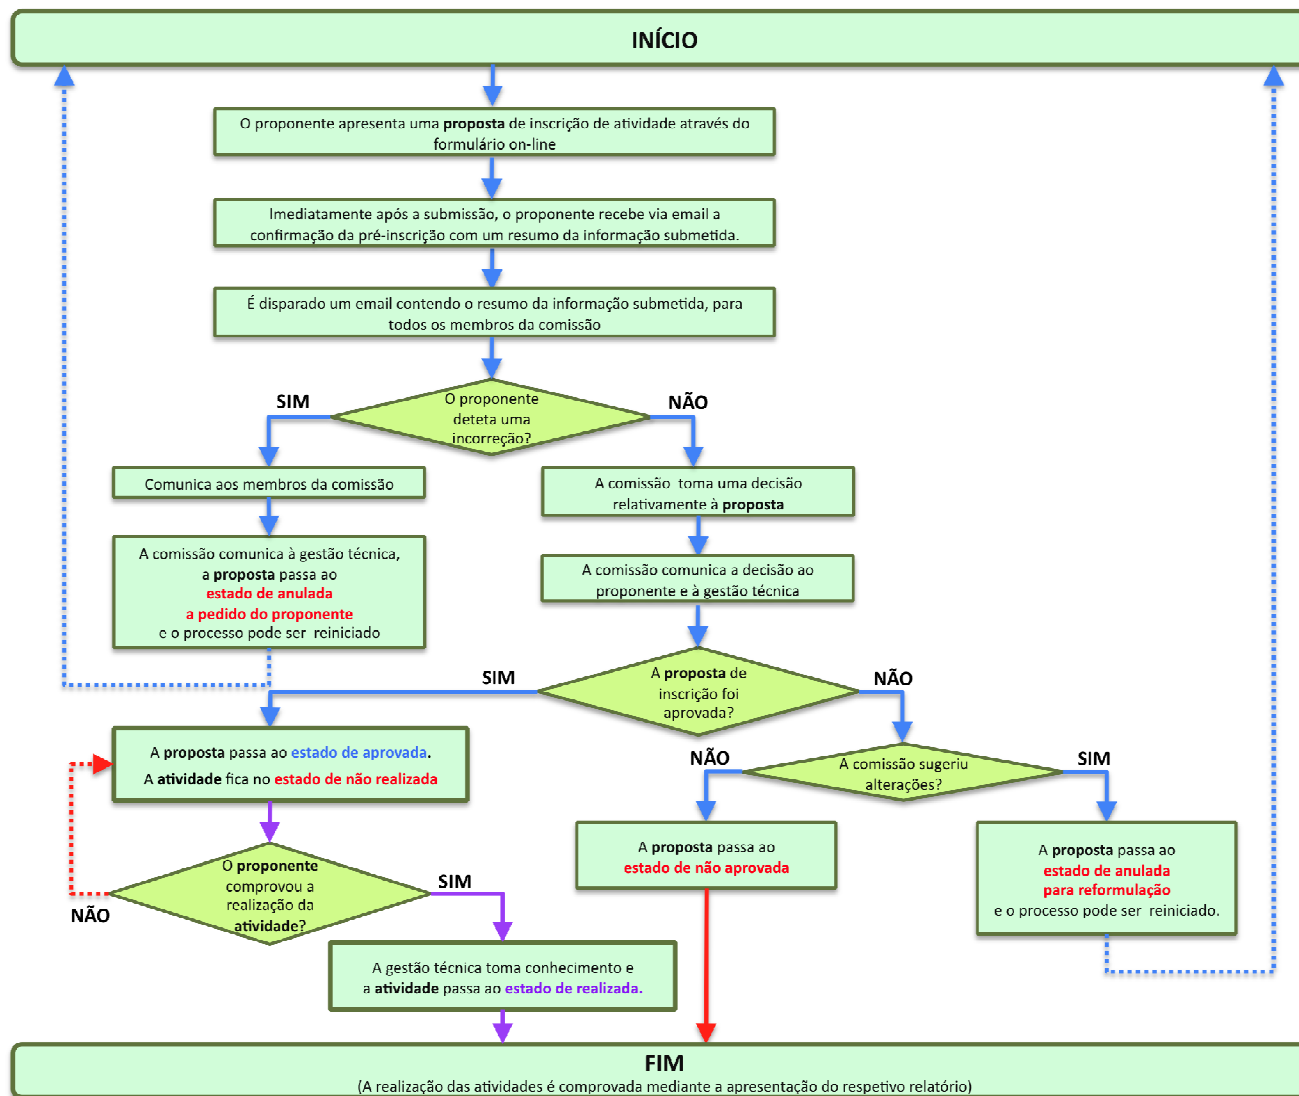 INÍCIO
O proponente apresenta uma proposta de inscrição de atividade através do
formulário on-line
Imediatamente após a submissão, o proponente recebe via email a
confirmação da pré-inscrição com um resumo da informação submetida.
É disparado um email contendo o resumo da informação submetida, para
todos os membros da comissão
SIM
O proponente
deteta uma
incorreção?
NÃO
Comunica aos membros da comissão
A comissão toma uma decisão
relativamente à proposta
A comissão comunica à gestão técnica,
a proposta passa ao
estado de anulada
a pedido do proponente
e o processo pode ser reiniciado
A comissão comunica a decisão ao
proponente e à gestão técnica
SIM
A proposta de
inscrição foi
aprovada?
NÃO
A proposta passa ao estado de aprovada.
A atividade fica no estado de não realizada
NÃO
A comissão sugeriu
alterações?
SIM
O proponente
comprovou a
realização da
atividade?
SIM
NÃO
A proposta passa ao
estado de não aprovada
A proposta passa ao
estado de anulada
para reformulação
e o processo pode ser reiniciado.
A gestão técnica toma conhecimento e
a atividade passa ao estado de realizada.
FIM
(A realização das atividades é comprovada mediante a apresentação do respetivo relatório)